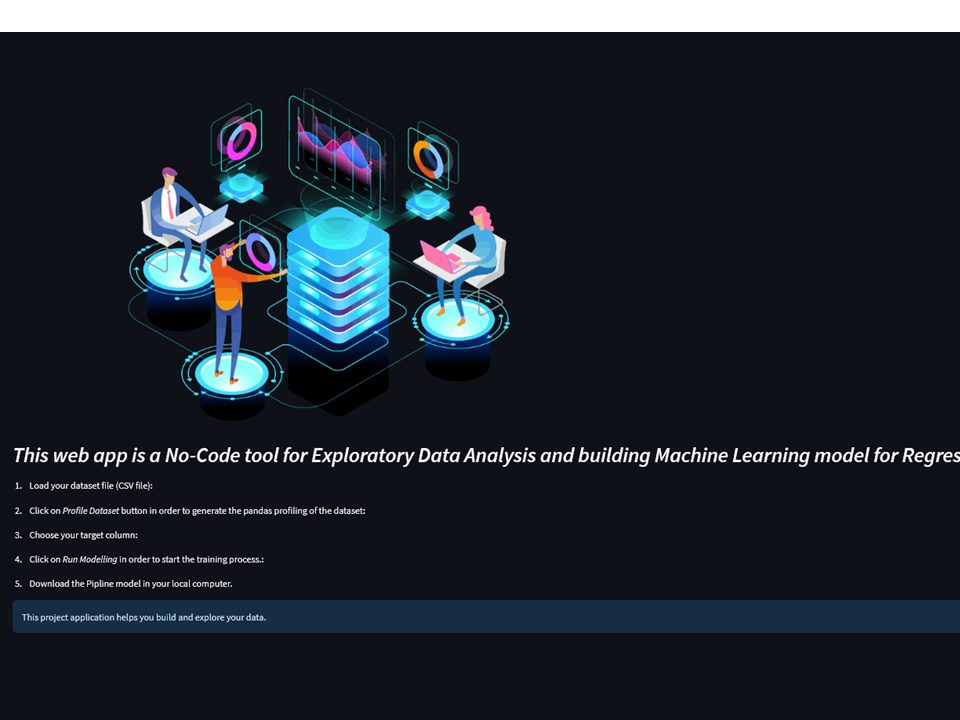 This web app is a No-Code tool for Exploratory Data Analysis and building Machine Learning model for Regres
1. Load your dataset file (CSV file):
2. Click on Profile Dataset button in order to generate the pandas profiling of the dataset:
3. Choose your target column:
4. Click on Run Modelling in order to start the training process.:
5. Download the Pipline model in your local computer.
This project application helps you build and explore your data.